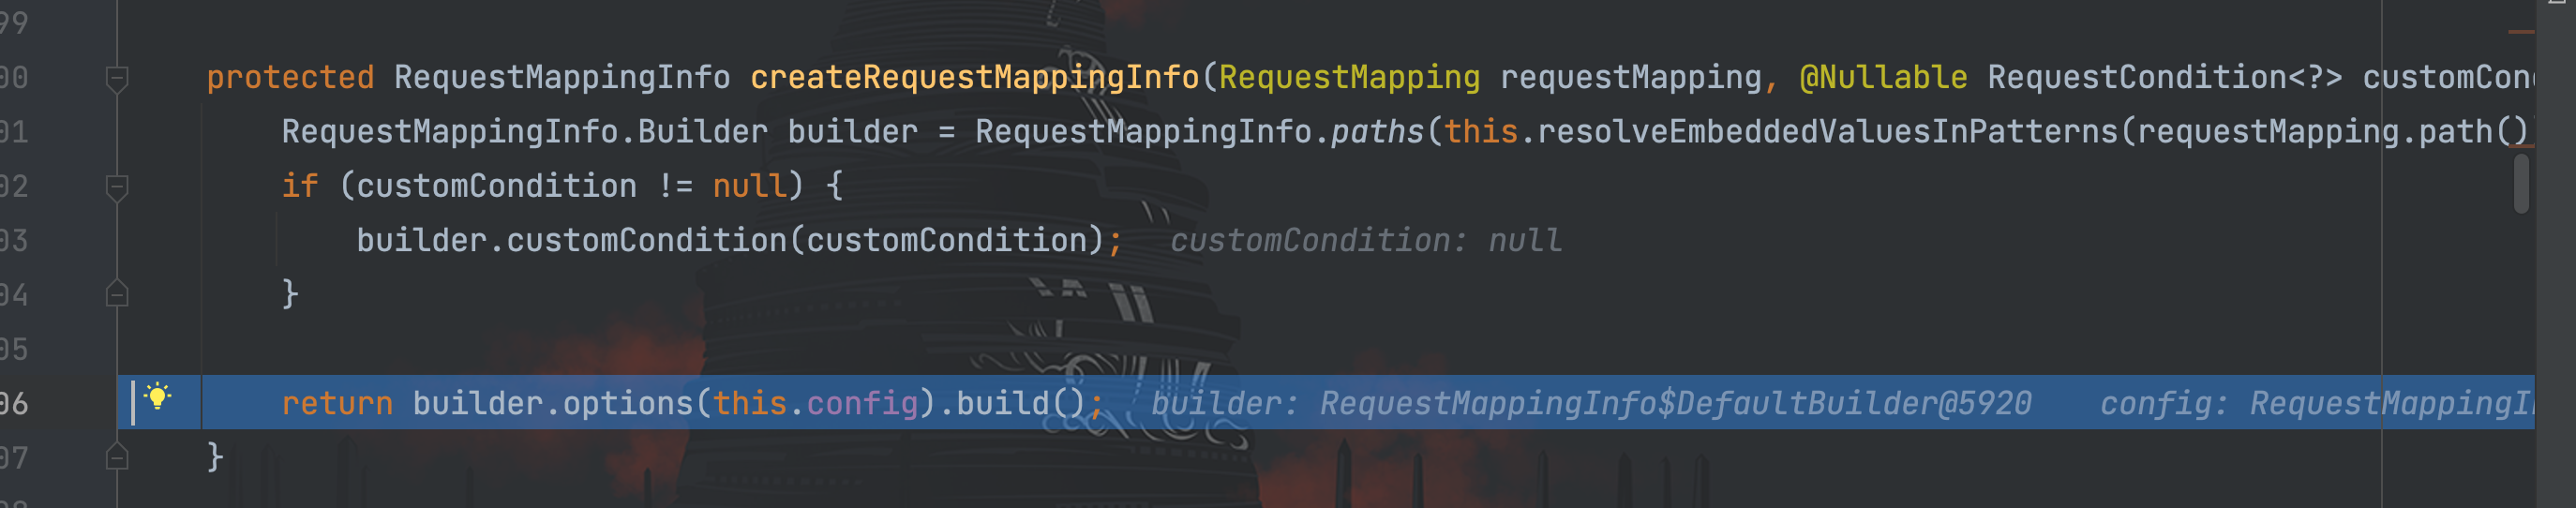 99
00 protected RequestMappingInfo createRequestMappingInfo(RequestMapping requestMapping, @Nullable RequestCondition<?> customCon
01 RequestMappingInfo.Builder builder = RequestMappingInfo.paths(this.resolveEmbeddedValuesInPatterns(requestMapping.path()
02 if (customCondition != null) {
03 builder.customCondition(customCondition); customCondition: null
04 }
05
06 return builder.options(this.config).build(); builder: RequestMappingInfo$DefaultBuilder@5920 config: RequestMappingI
07 }